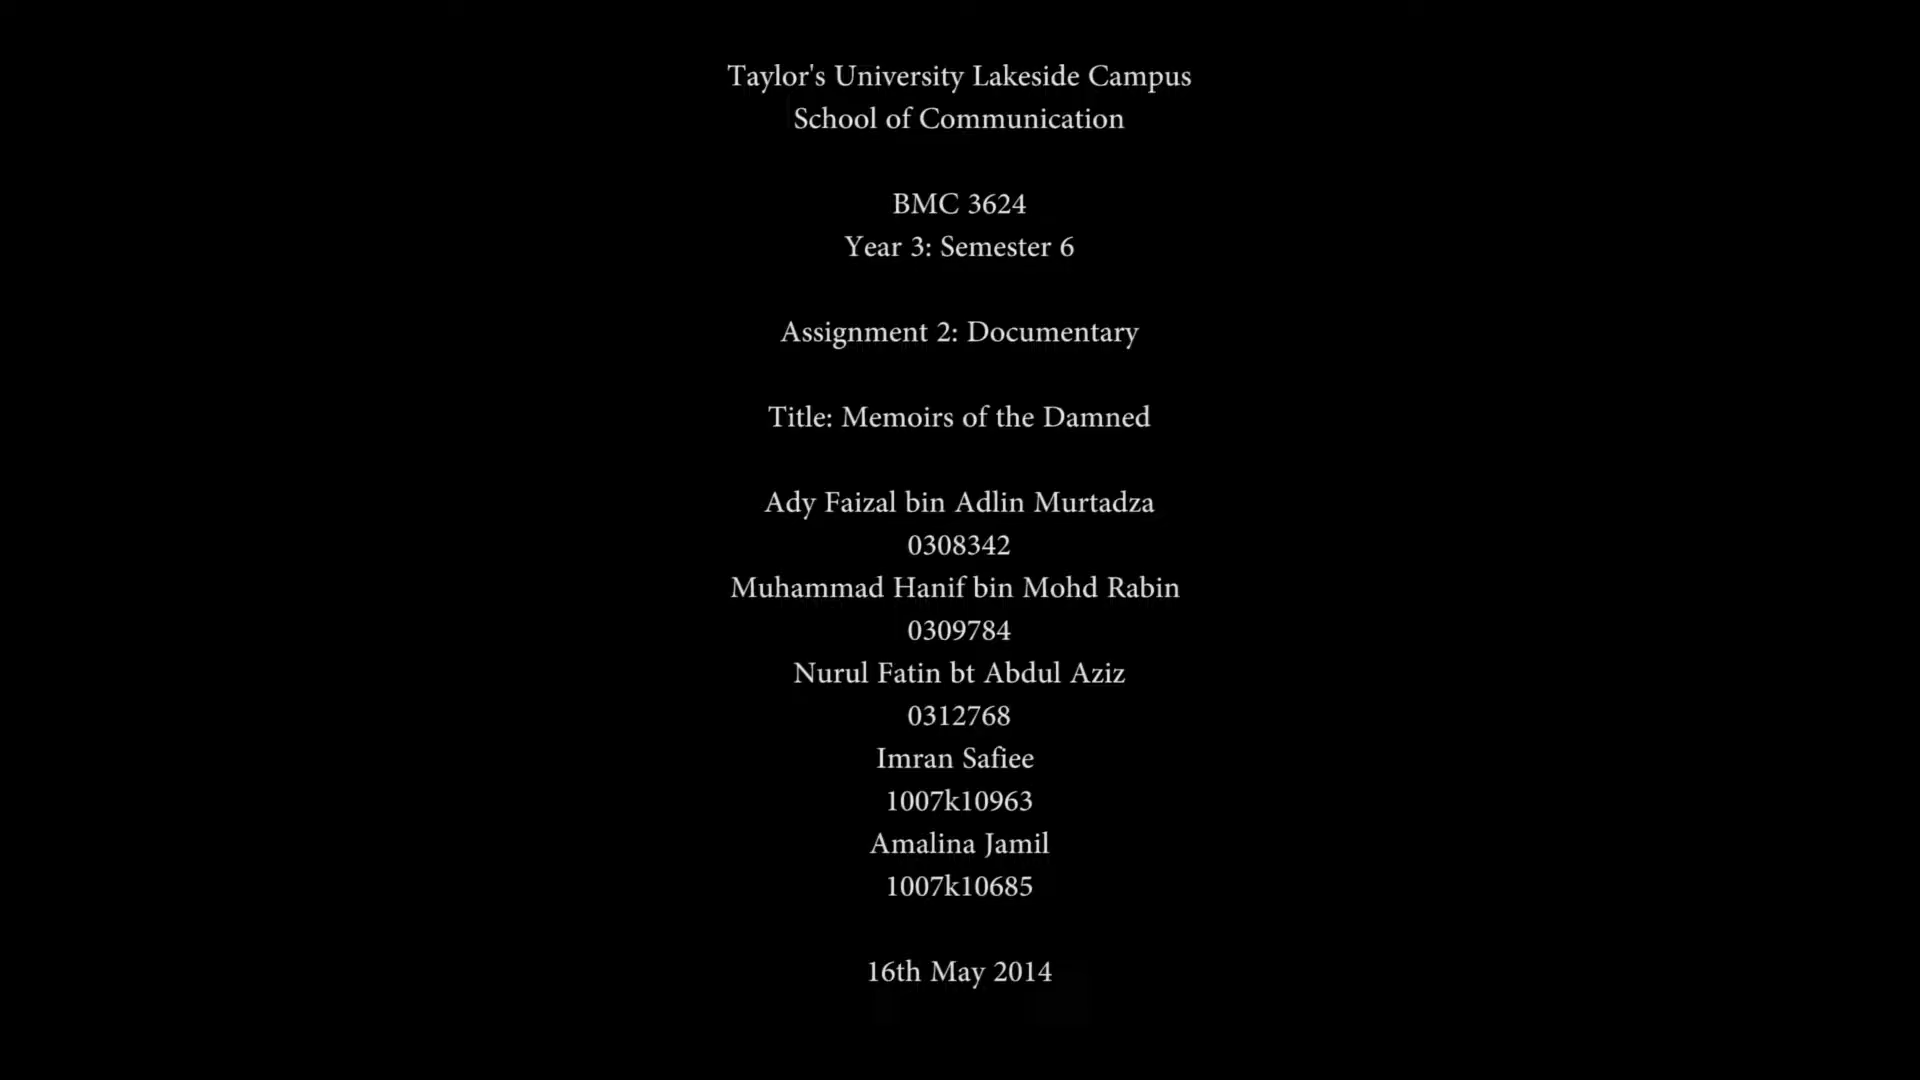 Taylor's University Lakeside Campus
School of Communication
BMC 3624
Year 3: Semester 6
Assignment 2: Documentary
Title: Memoirs of the Damned
Ady Faizal bin Adlin Murtadza
0308342
Muhammad Hanif bin Mohd Rabin
0309784
Nurul Fatin bt Abdul Aziz
0312768
Imran Safiee
1007k10963
Amalina Jamil
1007k10685
16th May 2014